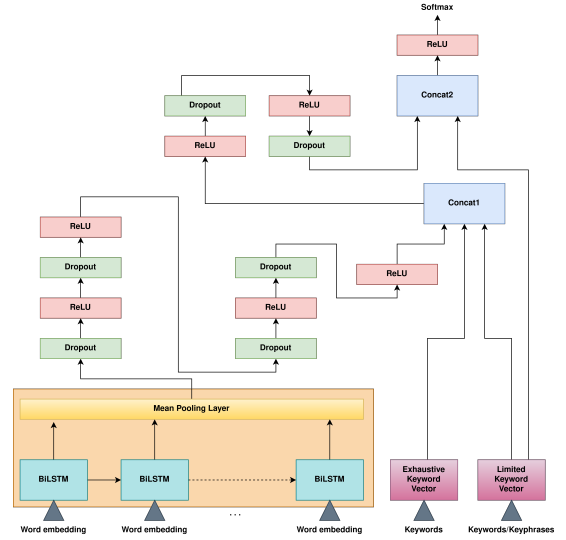 Softmax
ReLU
Concat2
Dropout
ReLU
ReLU
Dropout
Concat1
ReLU
Dropout
Dropout
ReLU
ReLU
ReLU
Dropout
Dropout
Mean Pooling Layer
BiLSTM
BiLSTM
BiLSTM
Exhaustive
Keyword
Vector
Limited
Keyword
Vector
. . .
Word embedding
Word embedding
Word embedding
Keywords
Keywords/Keyphrases